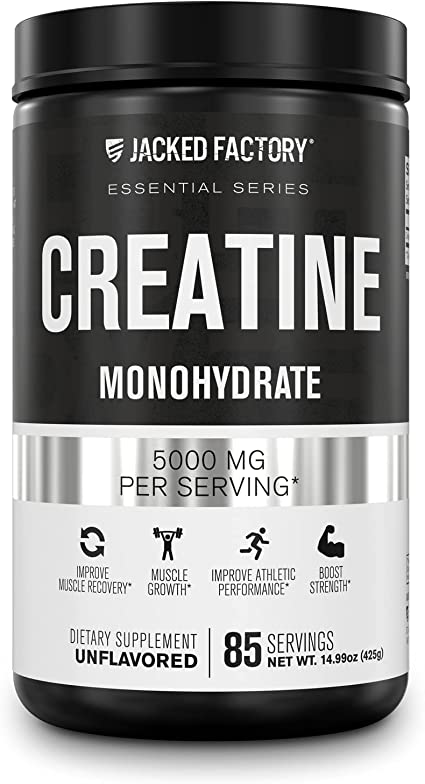 JACKED FACTORY®
ESSENTIAL SERIES
CREATINE
MONOHYDRATE
5000 MG
PER SERVING*
IMPROVE
MUSCLE RECOVERY*
MUSCLE
GROWTH*
IMPROVE ATHLETIC
PERFORMANCE*
BOOST
STRENGTH*
DIETARY SUPPLEMENT
UNFLAVORED
85 SERVINGS
NET WT. 14.99oz (425g)